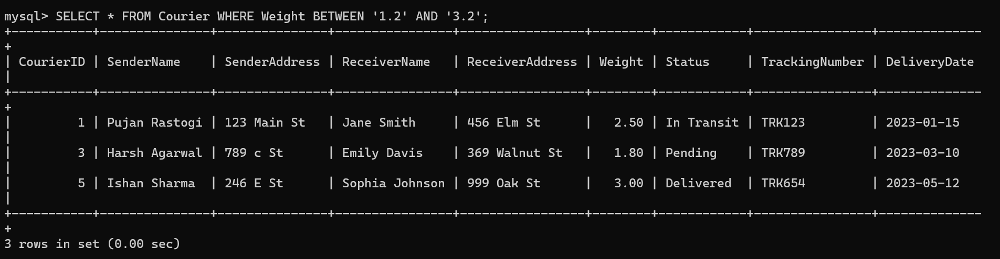 mysql> SELECT * FROM Courier WHERE Weight BETWEEN '1.2' AND '3.2';
+-----------+---------------+---------------+----------------+-----------------+--------+------------+----------------+--------------
+
| CourierID | SenderName    | SenderAddress | ReceiverName   | ReceiverAddress | Weight | Status     | TrackingNumber | DeliveryDate
|
+-----------+---------------+---------------+----------------+-----------------+--------+------------+----------------+--------------
+
|         1 | Pujan Rastogi | 123 Main St   | Jane Smith     | 456 Elm St      |   2.50 | In Transit | TRK123         | 2023-01-15
|
|         3 | Harsh Agarwal | 789 c St      | Emily Davis    | 369 Walnut St   |   1.80 | Pending    | TRK789         | 2023-03-10
|
|         5 | Ishan Sharma  | 246 E St      | Sophia Johnson | 999 Oak St      |   3.00 | Delivered  | TRK654         | 2023-05-12
|
+-----------+---------------+---------------+----------------+-----------------+--------+------------+----------------+--------------
+
3 rows in set (0.00 sec)